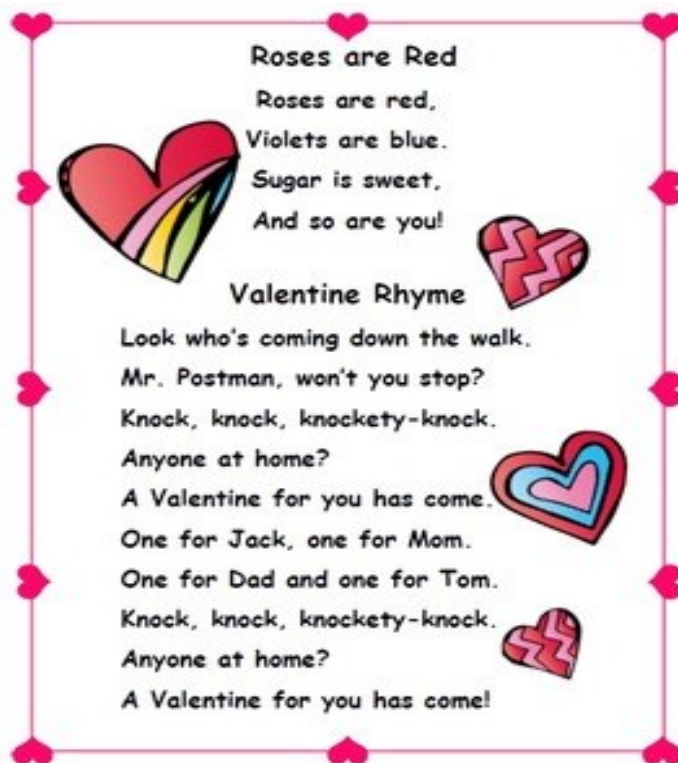 Roses are Red
Roses are red,
Violets are blue.
Sugar is sweet,
And so are you!
Valentine Rhyme
Look who's coming down the walk.
Mr. Postman, won't you stop?
Knock, knock, knockety-knock.
Anyone at home?
A Valentine for you has come.
One for Jack, one for Mom.
One for Dad and one for Tom.
Knock, knock, knockety-knock.
Anyone at home?
A Valentine for you has come!